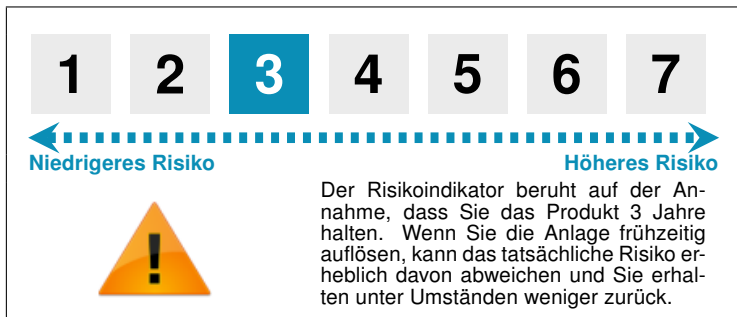 1 2 3 4 5 6 7
Niedrigeres Risiko Höheres Risiko
Der Risikoindikator beruht auf der An-
nahme, dass Sie das Produkt 3 Jahre
halten. Wenn Sie die Anlage frühzeitig
auflösen, kann das tatsächliche Risiko er-
heblich davon abweichen und Sie erhal-
ten unter Umständen weniger zurück.
!